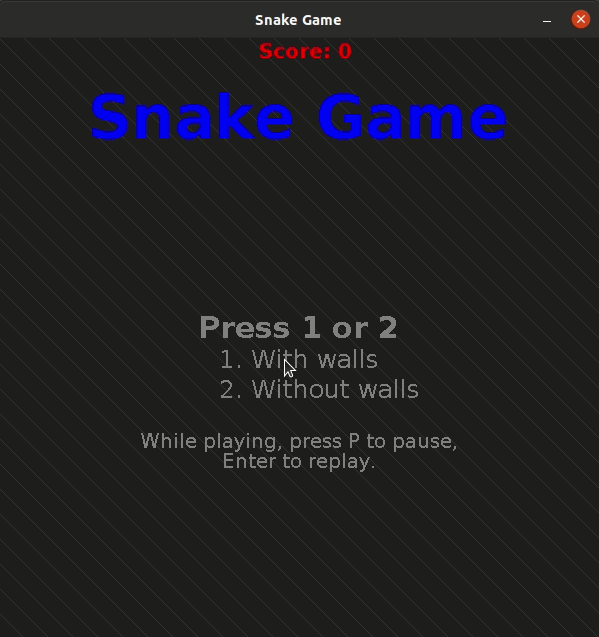 Snake Game
Score: 0
Snake Game
Press 1 or 2
1. With walls
2. Without walls
While playing, press P to pause,
Enter to replay.